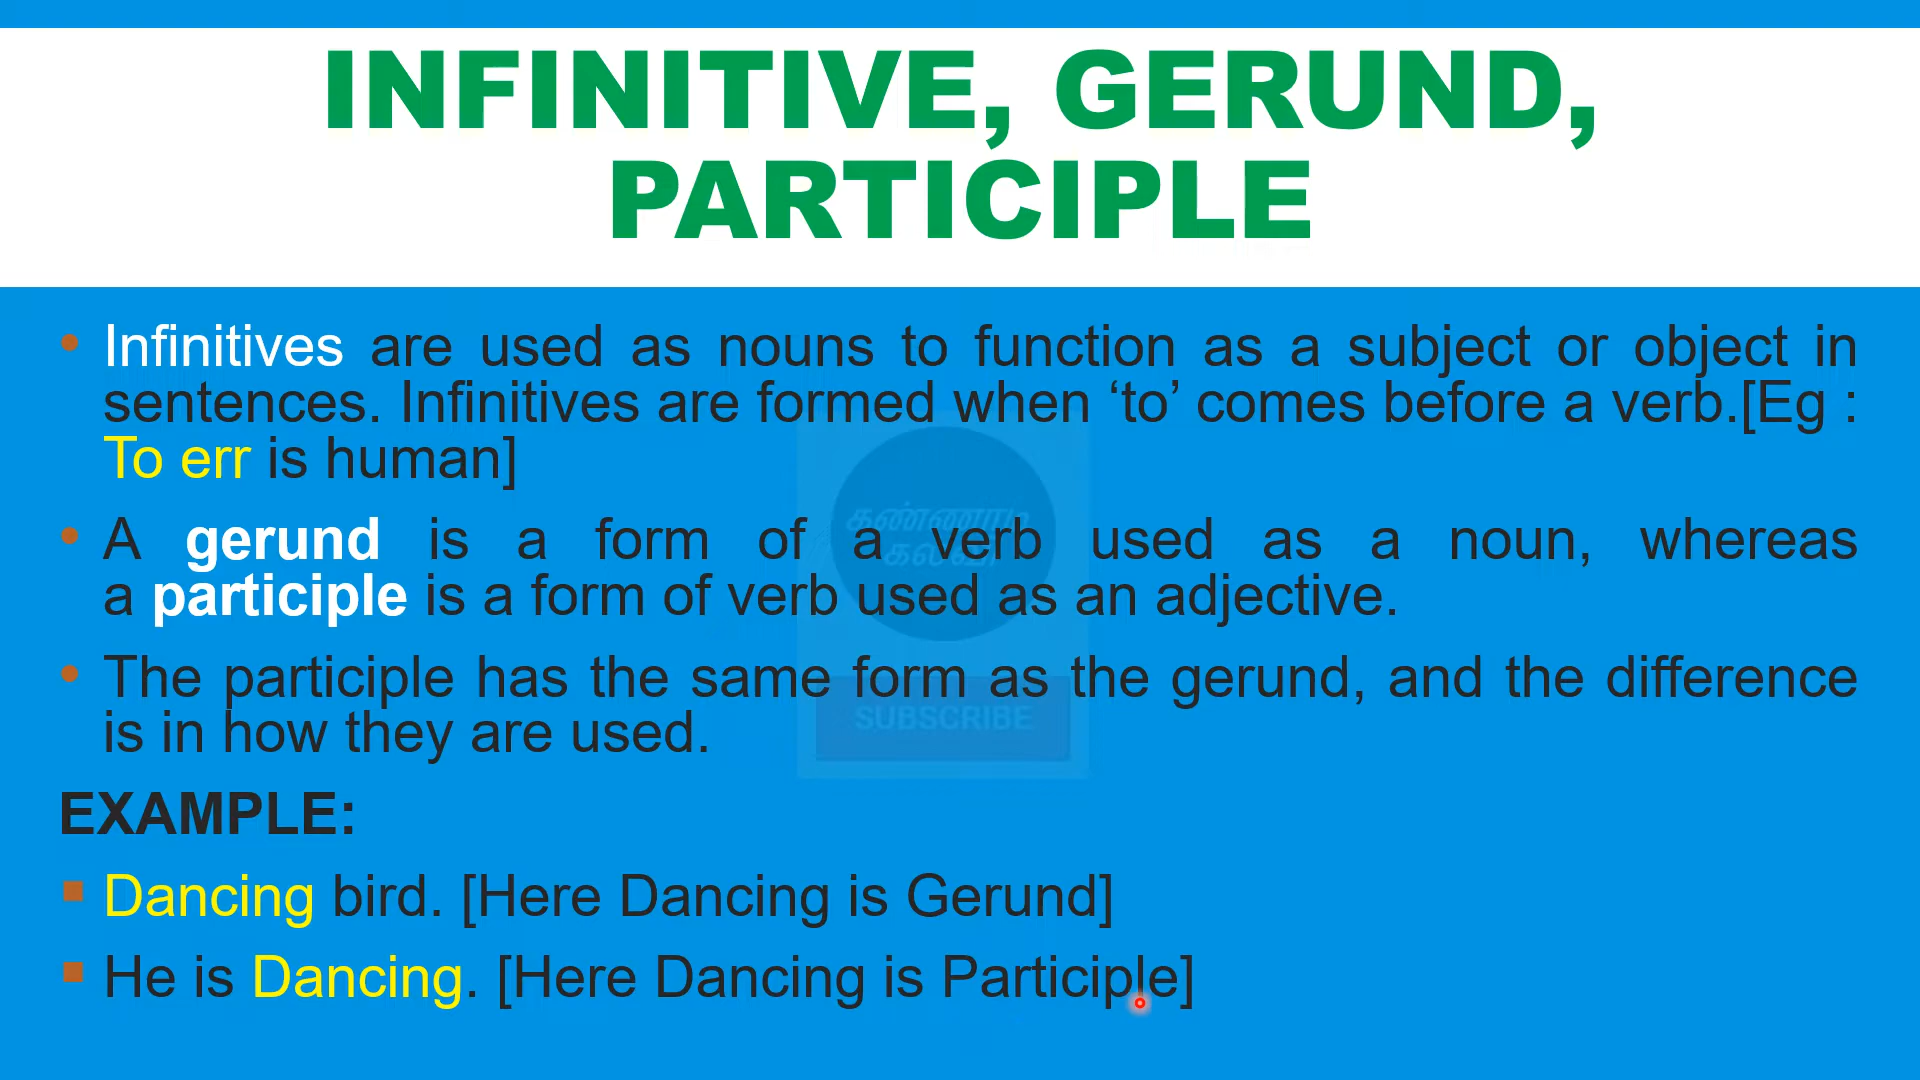 INFINITIVE, GERUND,
PARTICIPLE
• Infinitives are used as nouns to function as a subject or object in
sentences. Infinitives are formed when ‘to’ comes before a verb.[Eg :
To err is human]
• A gerund is a form of a verb used as a noun, whereas
a participle is a form of verb used as an adjective.
• The participle has the same form as the gerund, and the difference
is in how they are used.
EXAMPLE:
▪ Dancing bird. [Here Dancing is Gerund]
▪ He is Dancing. [Here Dancing is Participle]
கண்ணாடி
கல்வி
SUBSCRIBE